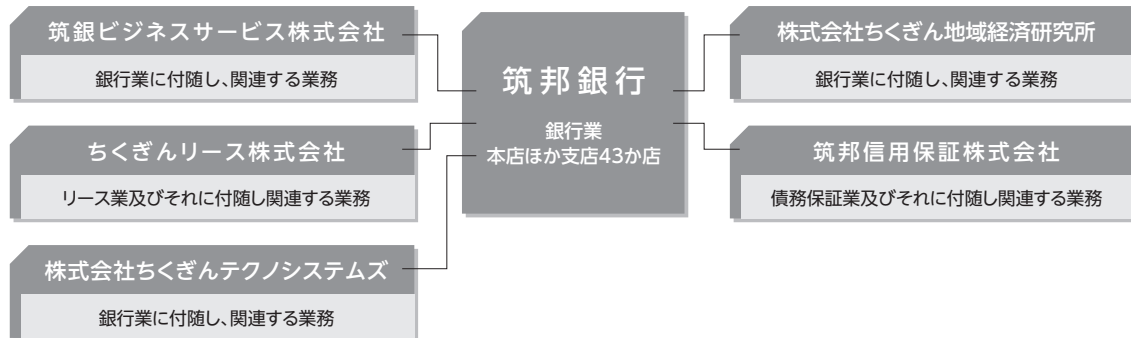 筑銀ビジネスサービス株式会社
銀行業に付随し、関連する業務
ちくぎんリース株式会社
リース業及びそれに付随し関連する業務
株式会社ちくぎんテクノシステムズ
銀行業に付随し、関連する業務
筑邦銀行
銀行業
本店ほか支店43か店
株式会社ちくぎん地域経済研究所
銀行業に付随し、関連する業務
筑邦信用保証株式会社
債務保証業及びそれに付随し関連する業務